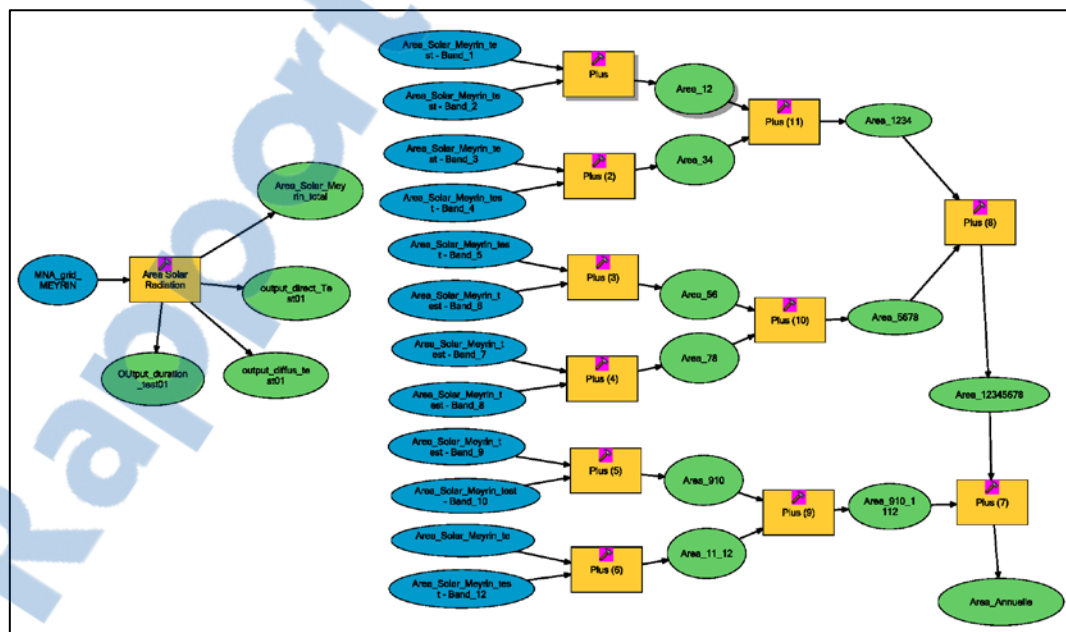 Rapport
MNA_grid_
MEYRIN
Area Solar
Radiation
Area_Solar_Mey
rin_total
output_direct_Te
st01
output_diffus_te
st01
OUtput_duration
_test01
Area_Solar_Meyrin_te
st - Band_1
Area_Solar_Meyrin_te
st - Band_2
Plus
Area_12
Area_Solar_Meyrin_te
st - Band_3
Area_Solar_Meyrin_tes
t - Band_4
Plus (2)
Area_34
Plus (11)
Area_1234
Area_Solar_Meyrin_tes
t - Band_5
Area_Solar_Meyrin_t
est - Band_6
Plus (3)
Area_56
Area_Solar_Meyrin_t
est - Band_7
Area_Solar_Meyrin_t
est - Band_8
Plus (4)
Area_78
Plus (10)
Area_5678
Plus (8)
Area_12345678
Area_Solar_Meyrin_t
est - Band_9
Area_Solar_Meyrin_test
- Band_10
Plus (5)
Area_910
Area_Solar_Meyrin_te
Area_Solar_Meyrin_tes
t - Band_12
Plus (6)
Area_11_12
Plus (9)
Area_910_1
112
Plus (7)
Area_Annuelle